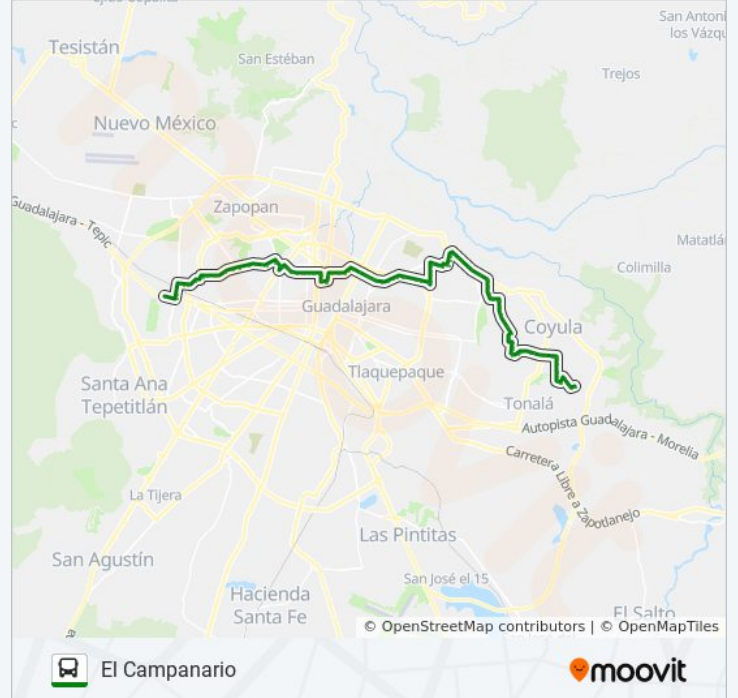 Tesistán
San Estéban
San Antoni
los Vázqu
Trejos
Nuevo México
Guadalajara - Tepic
Zapopan
Matatlá
Colimilla
Guadalajara
Coyula
Tlaquepaque
Santa Ana
Tepetitlán
Tonalá
Autopista Guadalajara - Morelia
Carretera Libre a Zapotlanejo
La Tijera
Las Pintitas
San Agustín
San José el 15
Hacienda
Santa Fe
El Salto
© OpenStreetMap contributors | © OpenMapTiles
El Campanario
moovit